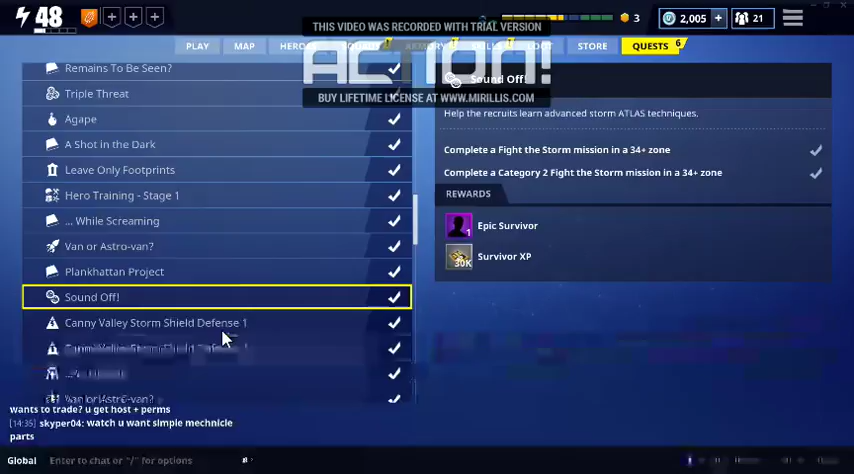 48
THIS VIDEO WAS RECORDED WITH TRIAL VERSION
3
2,005
21
PLAY
MAP
STORE
QUESTS 6
ACTION!
BUY LIFETIME LICENSE AT WWW.MIRILLIS.COM
Remains To Be Seen?
Triple Threat
Agape
A Shot in the Dark
Leave Only Footprints
Hero Training - Stage 1
... While Screaming
Van or Astro-van?
Plankhattan Project
Sound Off!
Canny Valley Storm Shield Defense 1
Sound Off!
Help the recruits learn advanced storm ATLAS techniques.
Complete a Fight the Storm mission in a 34+ zone
Complete a Category 2 Fight the Storm mission in a 34+ zone
REWARDS
1 Epic Survivor
30K Survivor XP
wants to trade? u get host + perms
[14:35] skyper04: watch u want simple mechnicle
parts
Global Enter to chat or "/" for options